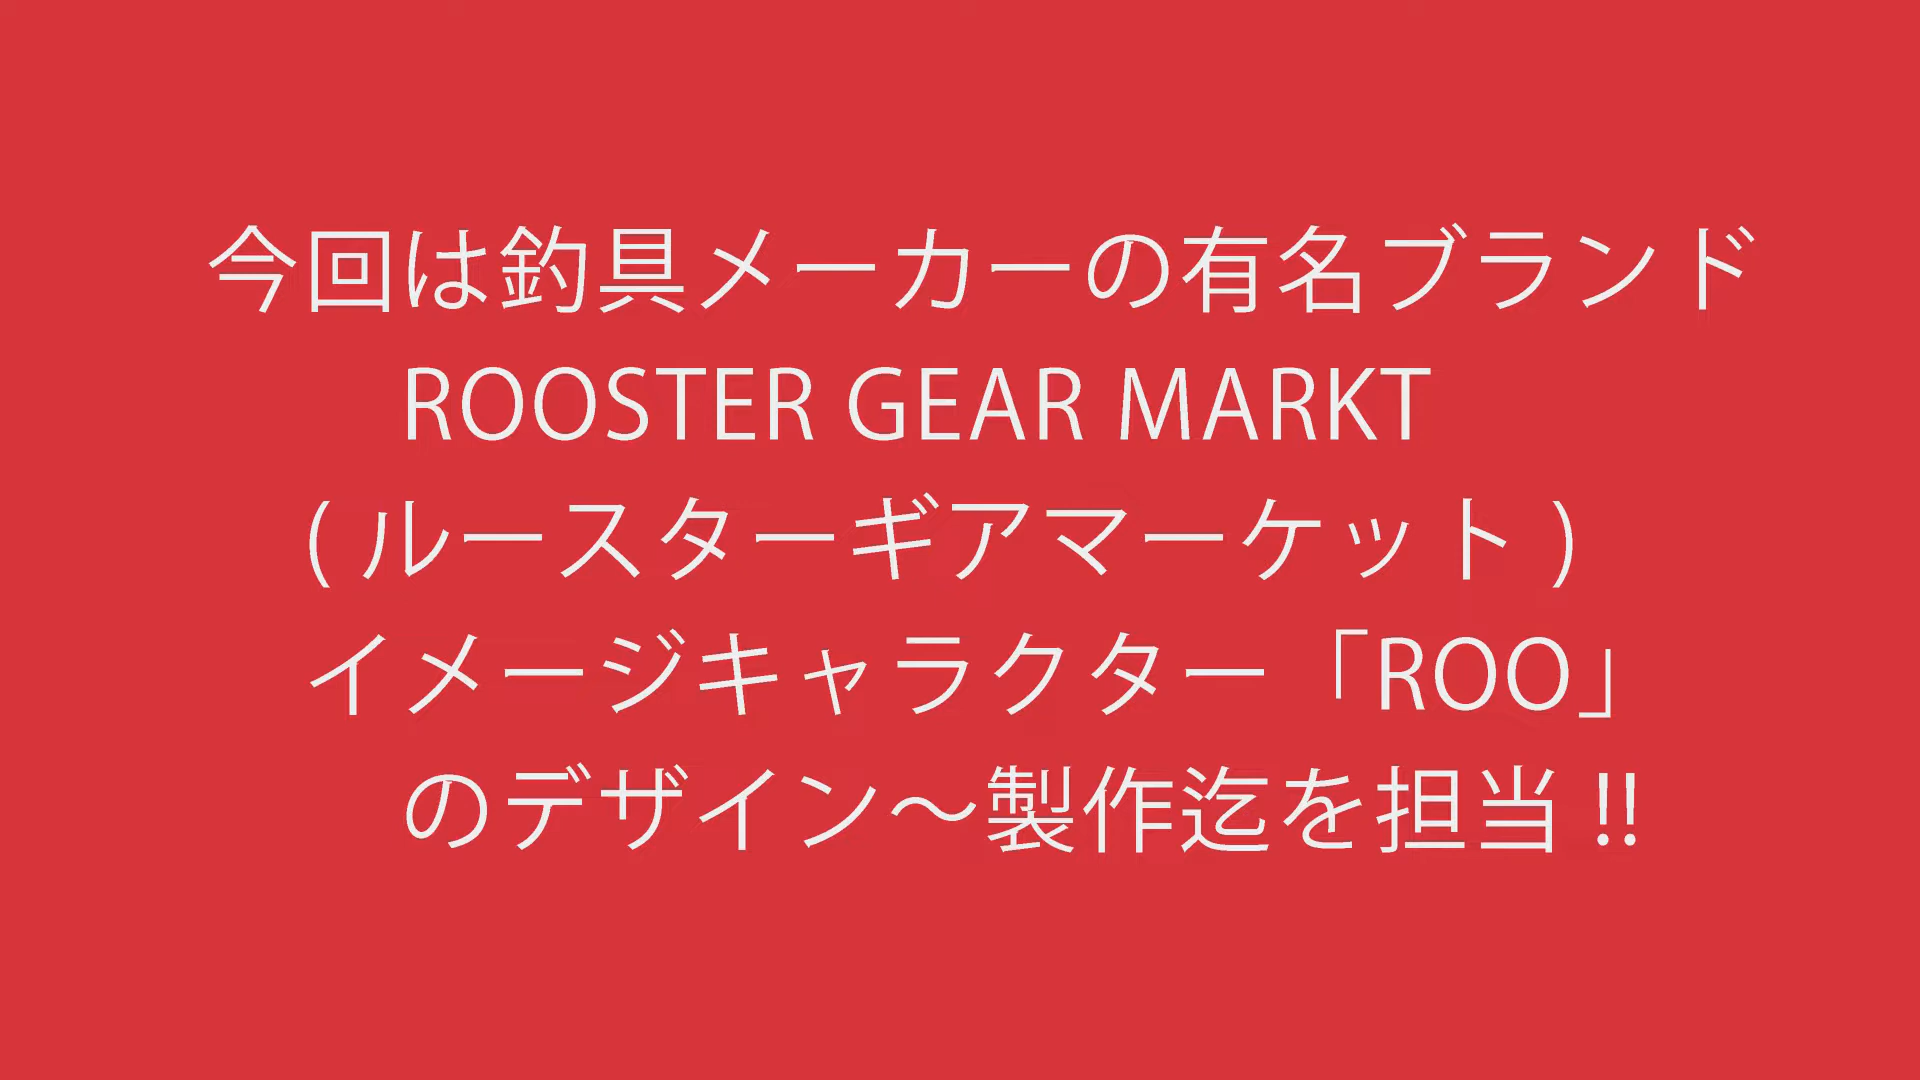 今回は釣具メーカーの有名ブランド
ROOSTER GEAR MARKT
(ルースターギアマーケット)
イメージキャラクター「ROO」
のデザイン～製作迄を担当!!